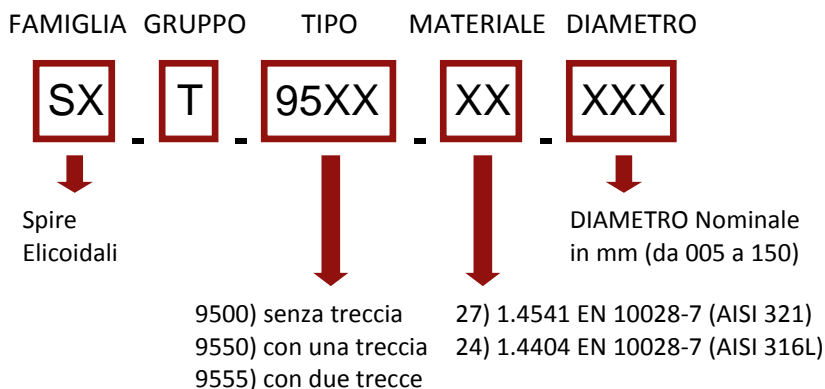 FAMIGLIA GRUPPO TIPO MATERIALE DIAMETRO
SX - T - 95XX - XX - XXX
Spire
Elicoidali
DIAMETRO Nominale
in mm (da 005 a 150)
9500) senza treccia
9550) con una treccia
9555) con due trecce
27) 1.4541 EN 10028-7 (AISI 321)
24) 1.4404 EN 10028-7 (AISI 316L)